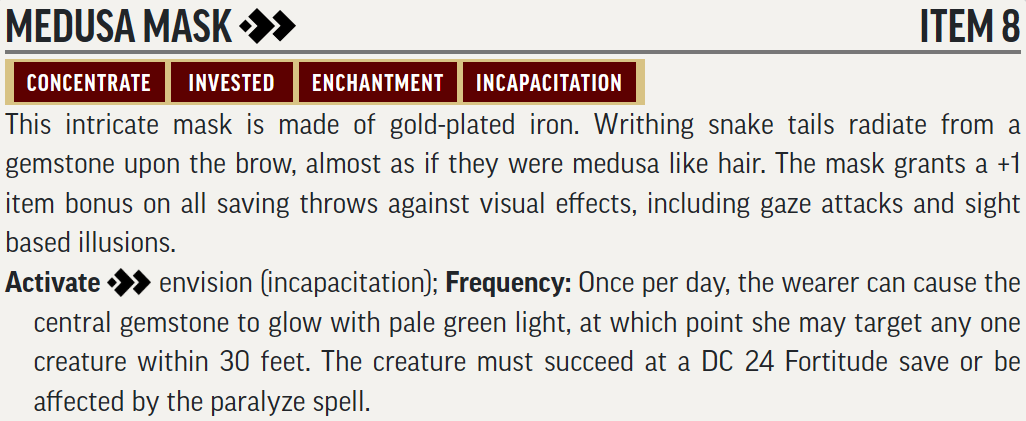 MEDUSA MASK
ITEM 8
CONCENTRATE INVESTED ENCHANTMENT INCAPACITATION
This intricate mask is made of gold-plated iron. Writhing snake tails radiate from a
gemstone upon the brow, almost as if they were medusa like hair. The mask grants a +1
item bonus on all saving throws against visual effects, including gaze attacks and sight
based illusions.
Activate envision (incapacitation); Frequency: Once per day, the wearer can cause the
central gemstone to glow with pale green light, at which point she may target any one
creature within 30 feet. The creature must succeed at a DC 24 Fortitude save or be
affected by the paralyze spell.